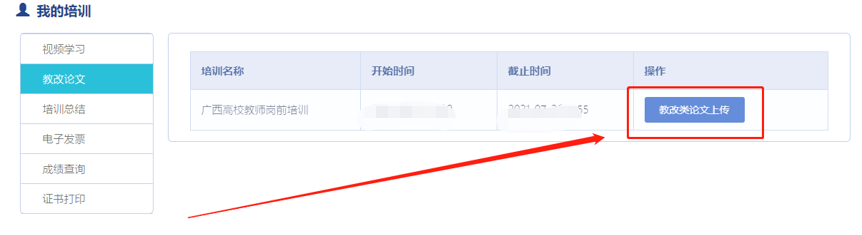 我的培训
视频学习
教改论文
培训总结
电子发票
成绩查询
证书打印
培训名称 开始时间 截止时间 操作
广西高校教师岗前培训 教改类论文上传